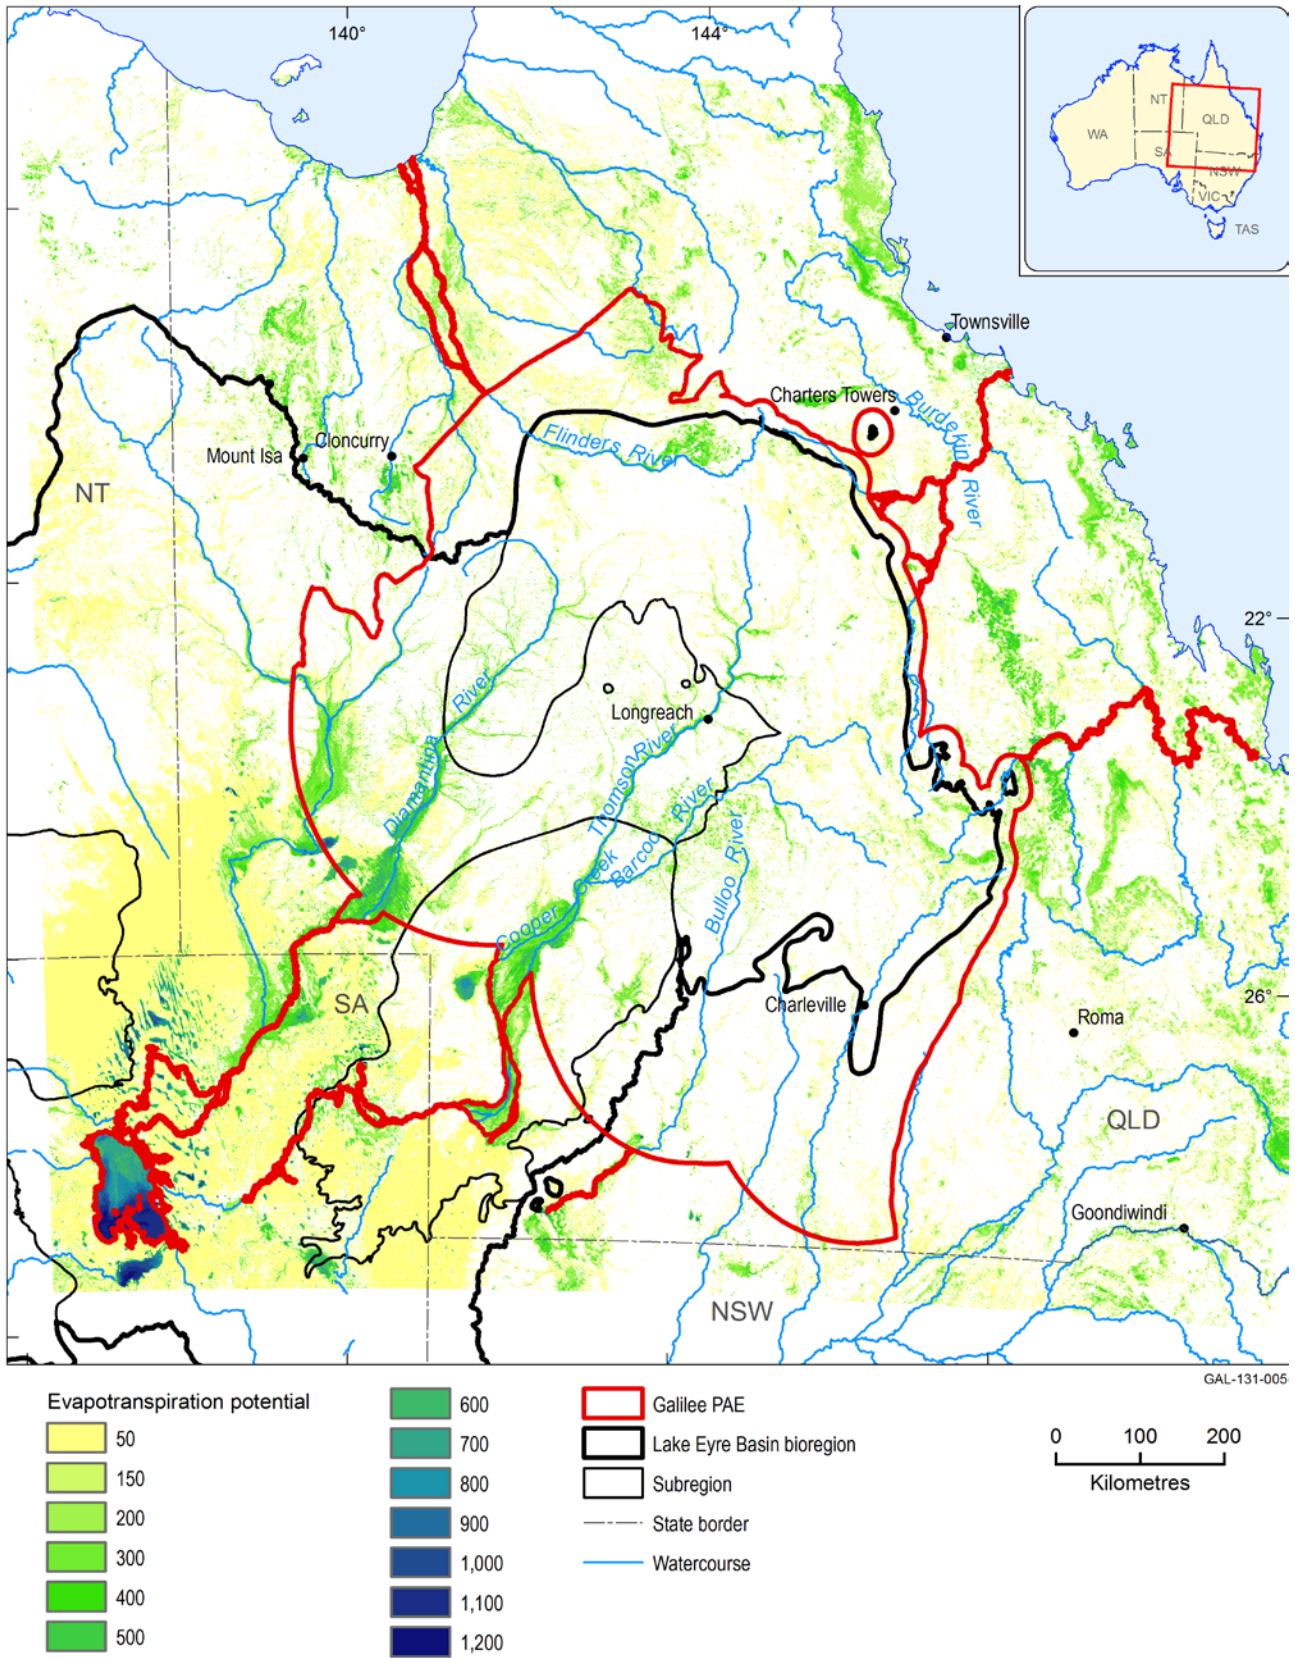 140°
144°
NT
QLD
WA
SA
NSW
VIC
TAS
Townsville
Charters Towers
Burdekin River
Flinders River
Cloncurry
Mount Isa
NT
22°
Diamantina River
Longreach
Thomson River
Barcoo River
Cooper Creek
Bulloo River
SA
Charleville
26°
Roma
QLD
Goondiwindi
NSW
GAL-131-005
Evapotranspiration potential
50
150
200
300
400
500
600
700
800
900
1,000
1,100
1,200
Galilee PAE
Lake Eyre Basin bioregion
Subregion
State border
Watercourse
0 100 200
Kilometres